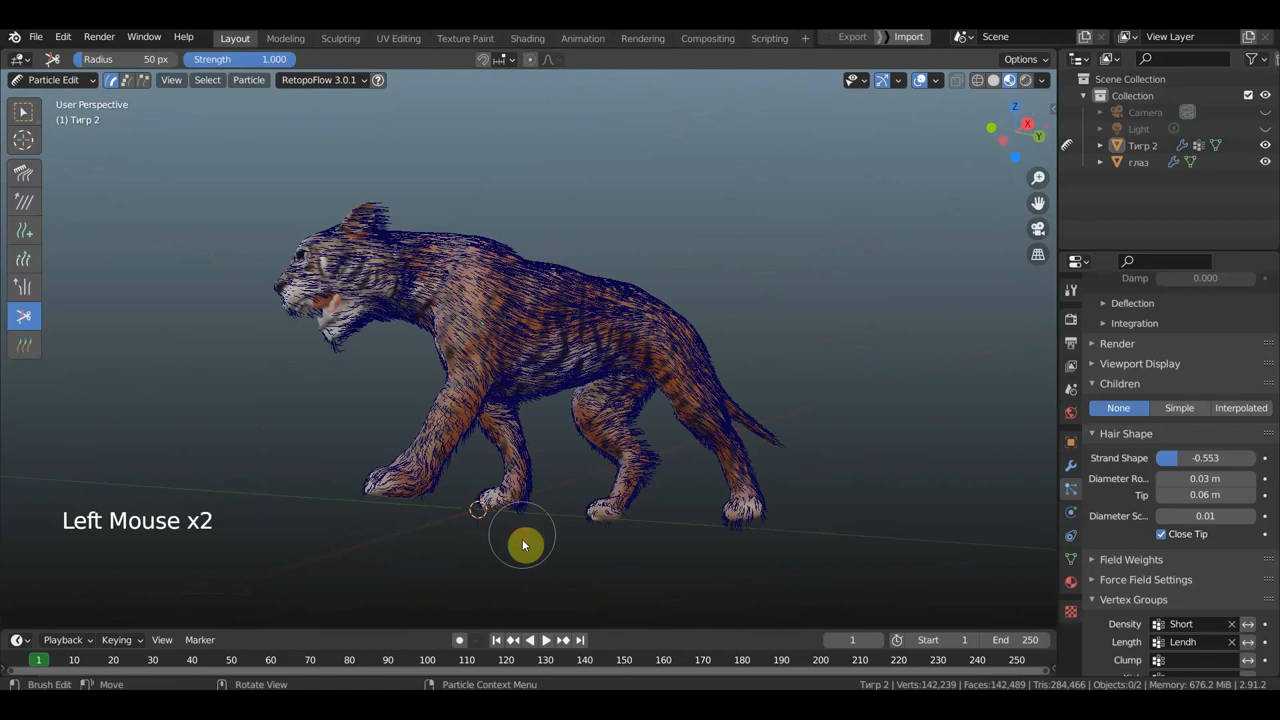 File Edit Render Window Help Layout Modeling Sculpting UV Editing Texture Paint Shading Animation Rendering Compositing Scripting + Export Import Scene View Layer
Radius 50 px Strength 1.000 Options
Particle Edit View Select Particle RetopoFlow 3.0.1
Scene Collection
Collection
Camera
Light
Тигр 2
глаз
User Perspective
(1) Тигр 2
Z
X
Y
Damp 0.000
Deflection
Integration
Render
Viewport Display
Children
None Simple Interpolated
Hair Shape
Strand Shape -0.553
Diameter Ro... 0.03 m
Tip 0.06 m
Diameter Sc... 0.01
Close Tip
Field Weights
Force Field Settings
Vertex Groups
Density Short
Length Lendh
Clump
Left Mouse x2
Playback Keying View Marker 1 Start 1 End 250
1 10 20 30 40 50 60 70 80 90 100 110 120 130 140 150 160 170 180 190 200 210 220 230 240 250
Brush Edit Move Rotate View Particle Context Menu Тигр 2 | Verts:142,239 | Faces:142,489 | Tris:284,466 | Objects:0/2 | Memory: 676.2 MiB | 2.91.2